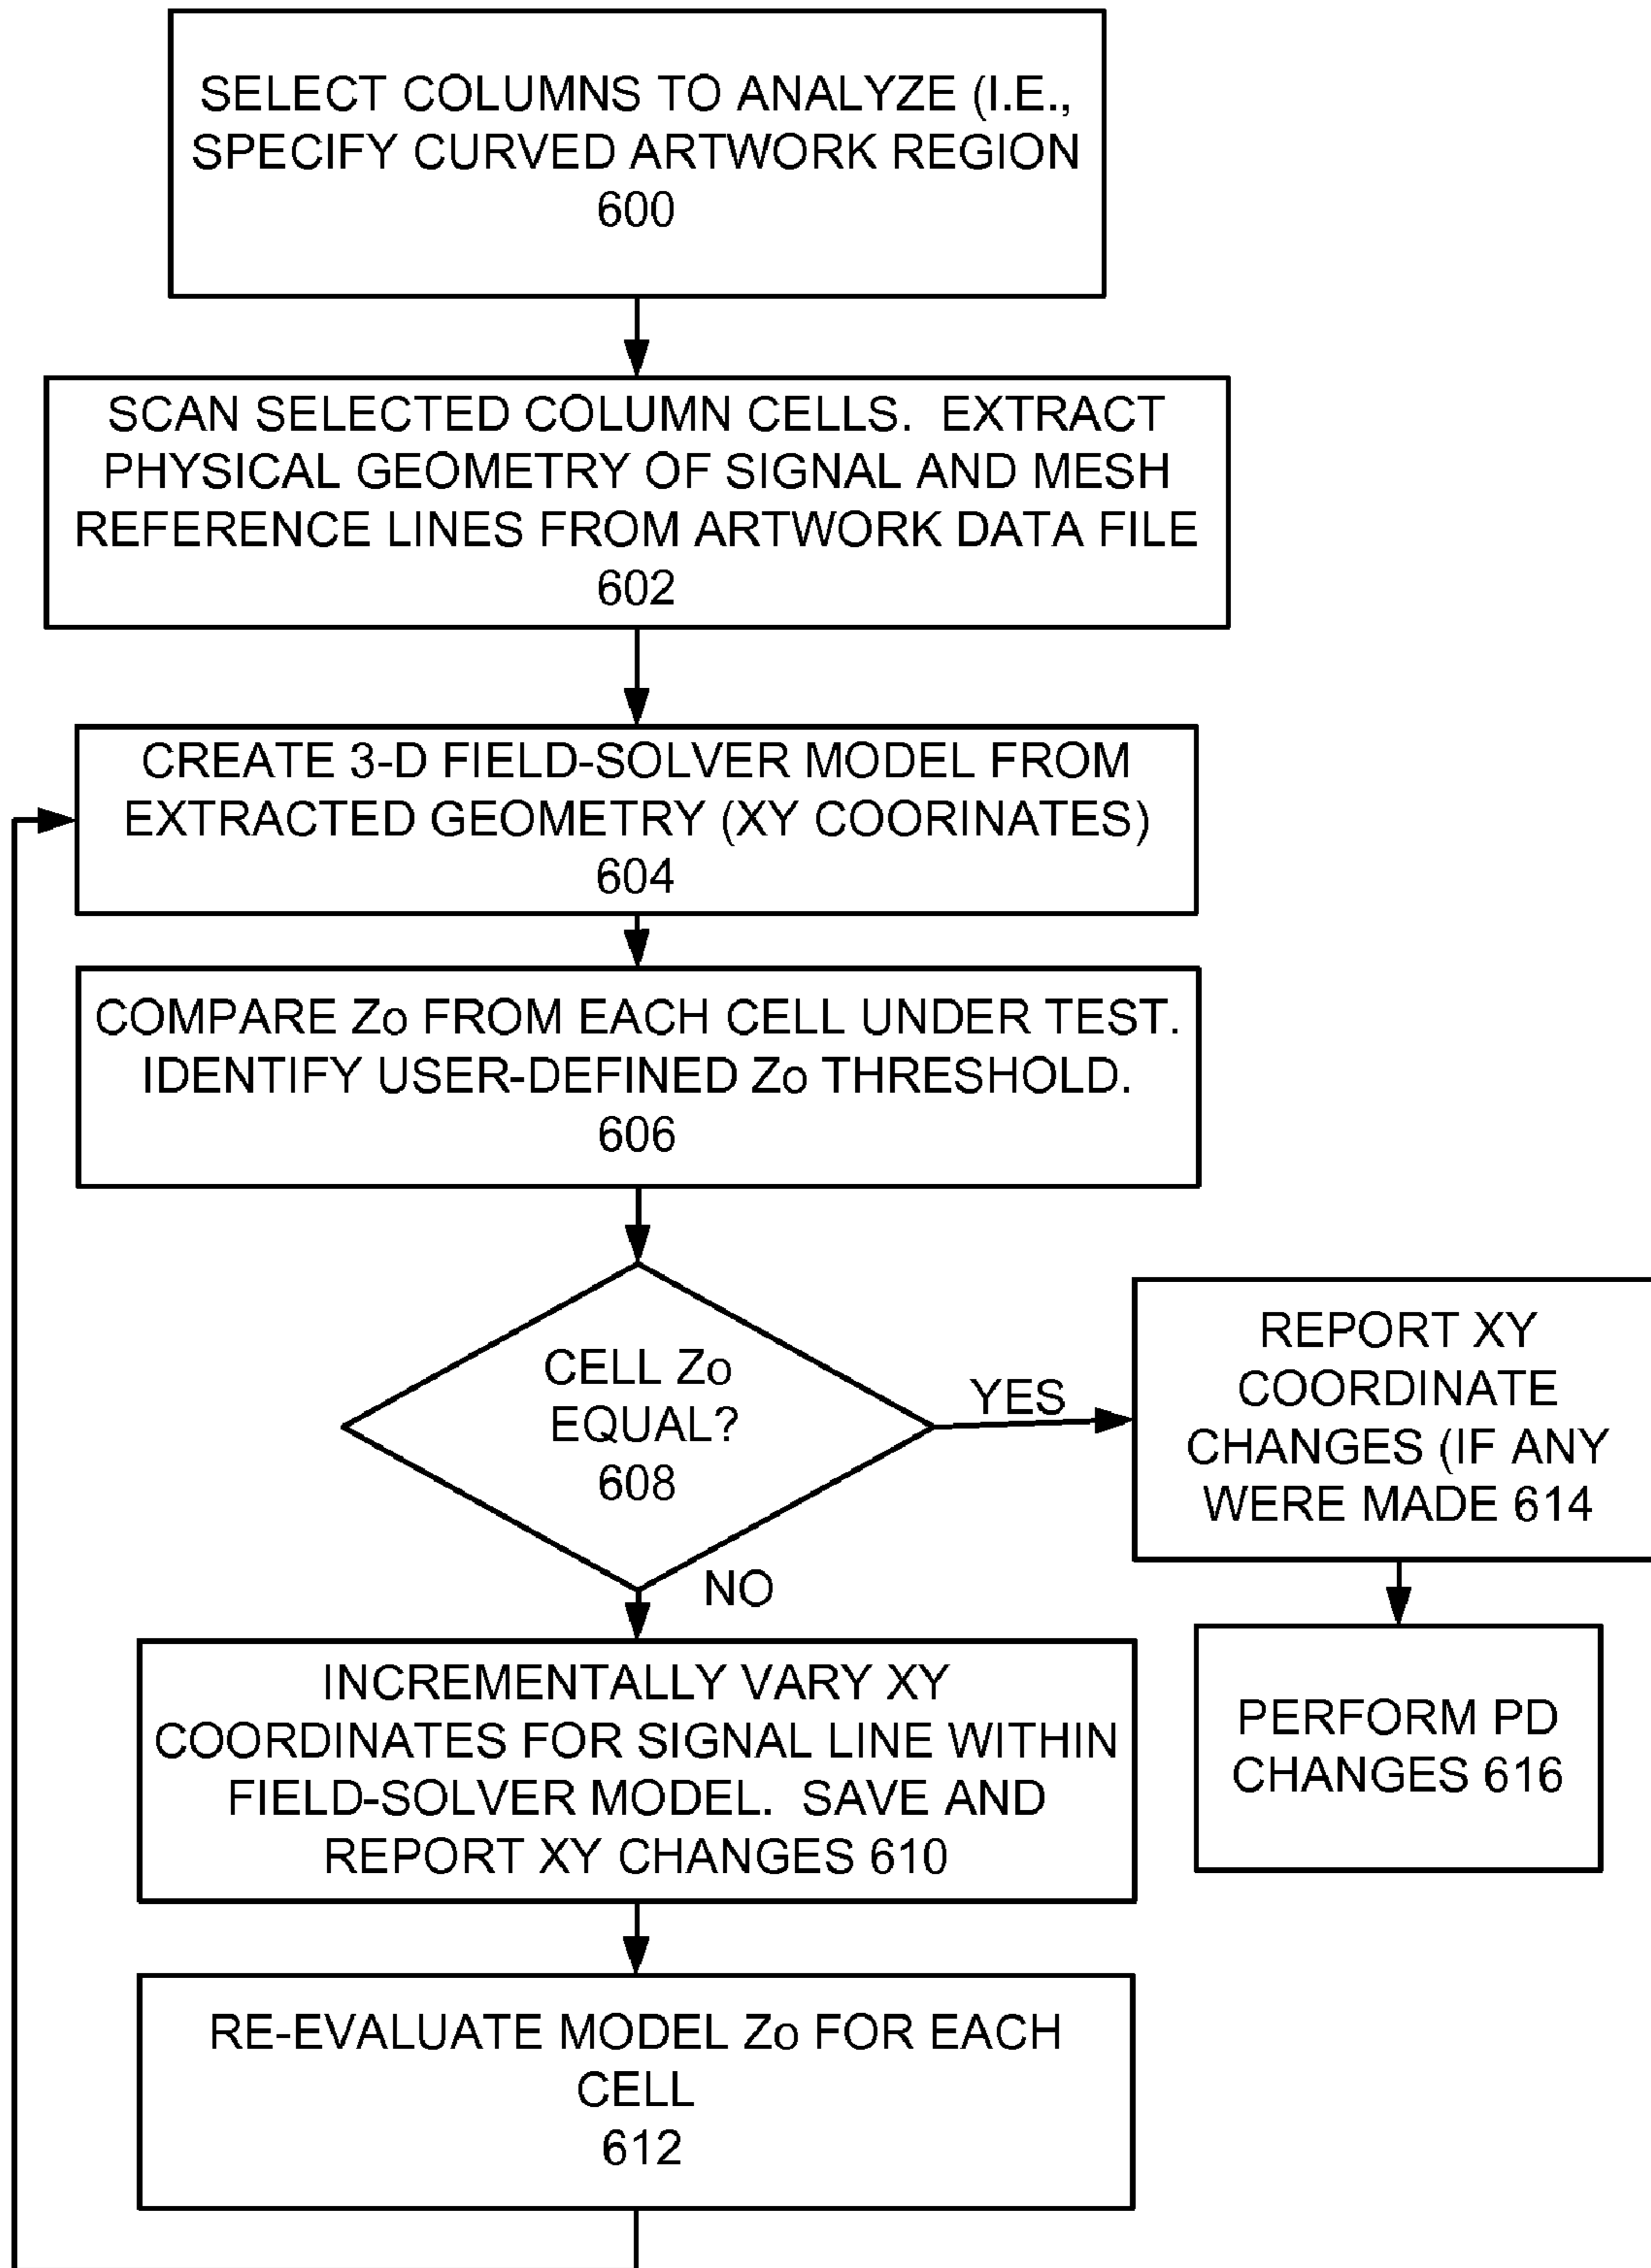 SELECT COLUMNS TO ANALYZE (I.E.,
SPECIFY CURVED ARTWORK REGION
600
SCAN SELECTED COLUMN CELLS. EXTRACT
PHYSICAL GEOMETRY OF SIGNAL AND MESH
REFERENCE LINES FROM ARTWORK DATA FILE
602
CREATE 3-D FIELD-SOLVER MODEL FROM
EXTRACTED GEOMETRY (XY COORINATES)
604
COMPARE Zo FROM EACH CELL UNDER TEST.
IDENTIFY USER-DEFINED Zo THRESHOLD.
606
CELL Zo
EQUAL?
608
YES
NO
REPORT XY
COORDINATE
CHANGES (IF ANY
WERE MADE 614
PERFORM PD
CHANGES 616
INCREMENTALLY VARY XY
COORDINATES FOR SIGNAL LINE WITHIN
FIELD-SOLVER MODEL. SAVE AND
REPORT XY CHANGES 610
RE-EVALUATE MODEL Zo FOR EACH
CELL
612